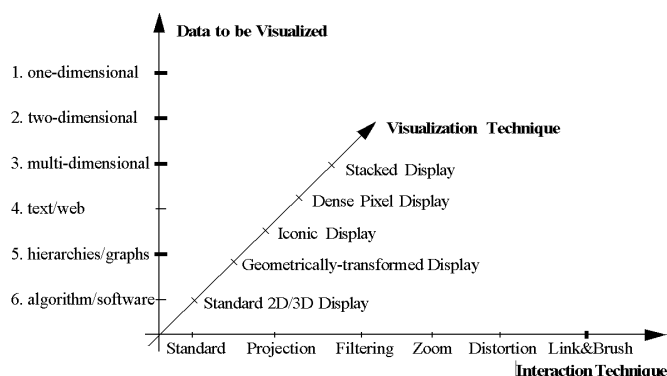 Data to be Visualized
1. one-dimensional
2. two-dimensional
Visualization Technique
3. multi-dimensional
Stacked Display
Dense Pixel Display
4. text/web
Iconic Display
5. hierarchies/graphs
Geometrically-transformed Display
6. algorithm/software
Standard 2D/3D Display
Standard Projection Filtering Zoom Distortion Link&Brush
Interaction Technique